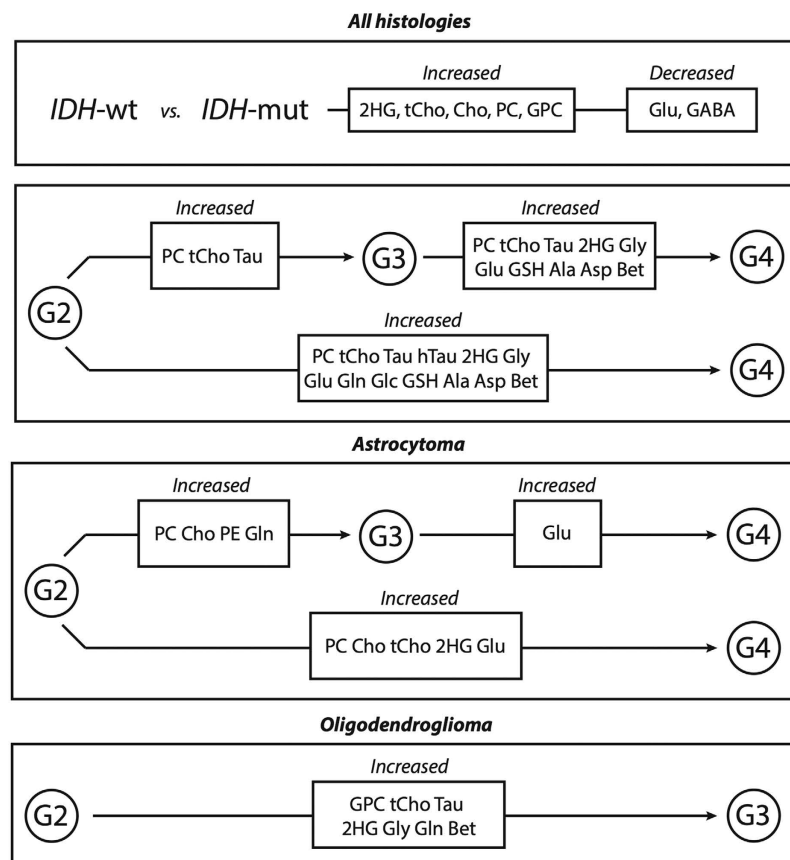 All histologies
Increased
Decreased
IDH-wt vs. IDH-mut
2HG, tCho, Cho, PC, GPC
Glu, GABA
Increased
Increased
PC tCho Tau
G3
PC tCho Tau 2HG Gly
Glu GSH Ala Asp Bet
G4
G2
Increased
PC tCho Tau hTau 2HG Gly
Glu Gln Glc GSH Ala Asp Bet
G4
Astrocytoma
Increased
Increased
PC Cho PE Gln
G3
Glu
G4
G2
Increased
PC Cho tCho 2HG Glu
G4
Oligodendroglioma
Increased
G2
GPC tCho Tau
2HG Gly Gln Bet
G3